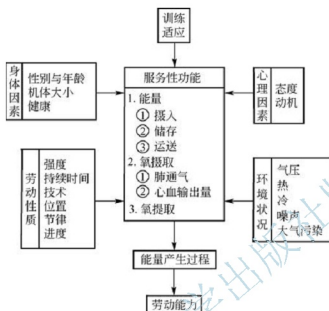 训练
适应
身体因素
性别与年龄
机体大小
健康
服务性功能
1. 能量
① 摄入
② 储存
③ 运送
2. 氧摄取
① 肺通气
② 心血输出量
3. 氧提取
心理因素
态度
动机
劳动性质
强度
持续时间
技术
位置
节律
进度
环境状况
气压
热
冷
噪声
大气污染
能量产生过程
劳动能力
学出版社